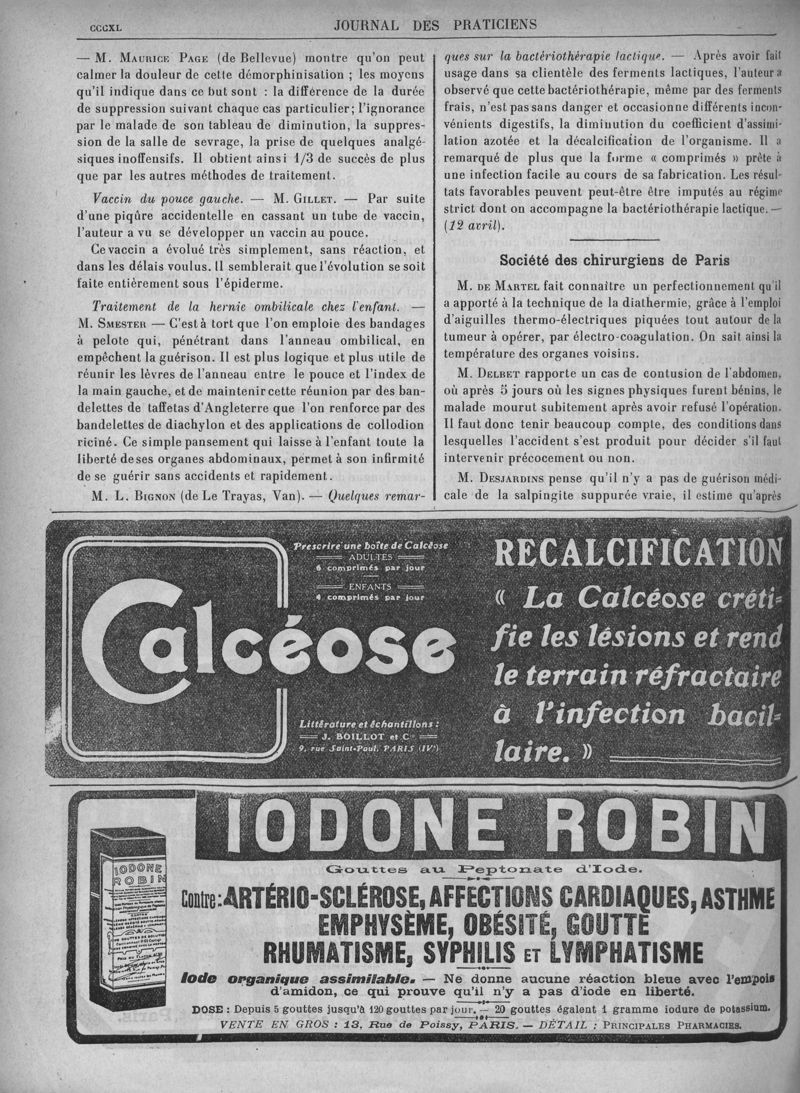 CCCXL
JOURNAL DES PRATICIENS
— M. MAURICE PAGE (de Bellevue) montre qu'on peut
calmer la douleur de cette démorphinisation ; les moyens
qu'il indique dans ce but sont : la différence de la durée
de suppression suivant chaque cas particulier; l'ignorance
par le malade de son tableau de diminution, la suppres-
sion de la salle de sevrage, la prise de quelques analgé-
siques inoffensifs. Il obtient ainsi 1/3 de succès de plus
que par les autres méthodes de traitement.
Vaccin du pouce gauche. — M. GILLET. — Par suite
d'une piqûre accidentelle en cassant un tube de vaccin,
l'auteur a vu se développer un vaccin au pouce.
Ce vaccin a évolué très simplement, sans réaction, et
dans les délais voulus. Il semblerait que l'évolution se soit
faite entièrement sous l'épiderme.
Traitement de la hernie ombilicale chez l'enfant. —
M. SMESTER — C'est à tort que l'on emploie des bandages
à pelote qui, pénétrant dans l'anneau ombilical, en
empêchent la guérison. Il est plus logique et plus utile de
réunir les lèvres de l'anneau entre le pouce et l'index de
la main gauche, et de maintenir cette réunion par des ban-
delettes de taffetas d'Angleterre que l'on renforce par des
bandelettes de diachylon et des applications de collodion
riciné. Ce simple pansement qui laisse à l'enfant toute la
liberté de ses organes abdominaux, permet à son infirmité
de se guérir sans accidents et rapidement.
M. L. BIGNON (de Le Trayas, Van). — Quelques remar-
ques sur la bactériothérapie lactique. — Après avoir fait
usage dans sa clientèle des ferments lactiques, l'auteur a
observé que cette bactériothérapie, même par des ferments
frais, n'est pas sans danger et occasionne différents incon-
vénients digestifs, la diminution du coefficient d'assimi-
lation azotée et la décalcification de l'organisme. Il a
remarqué de plus que la forme « comprimés » prête à
une infection facile au cours de sa fabrication. Les résul-
tats favorables peuvent peut-être être imputés au régime
strict dont on accompagne la bactériothérapie lactique. —
(12 avril).
Société des chirurgiens de Paris
M. DE MARTEL fait connaître un perfectionnement qu'il
a apporté à la technique de la diathermie, grâce à l'emploi
d'aiguilles thermo-électriques piquées tout autour de la
tumeur à opérer, par électro-coagulation. On sait ainsi la
température des organes voisins.
M. DELBET rapporte un cas de contusion de l'abdomen,
où après 5 jours où les signes physiques furent bénins, le
malade mourut subitement après avoir refusé l'opération.
Il faut donc tenir beaucoup compte, des conditions dans
lesquelles l'accident s'est produit pour décider s'il faut
intervenir précocement ou non.
M. DESJARDINS pense qu'il n'y a pas de guérison médi-
cale de la salpingite suppurée vraie, il estime qu'après
Prescrire une boîte de Calcéose
ADULTES
6 comprimés par jour
ENFANTS
4 comprimés par jour
Calcéose
Littérature et échantillons :
J. BOILLOT et Cie
9, rue Saint-Paul, PARIS (IVe)
RECALCIFICATION
« La Calcéose créti-
fie les lésions et rend
le terrain réfractaire
à l'infection bacil-
laire. »
IODONE ROBIN
Gouttes au Peptonate d'Iode.
Contre : ARTÉRIO-SCLÉROSE, AFFECTIONS CARDIAQUES, ASTHME
EMPHYSÈME, OBÉSITÉ, GOUTTE
RHUMATISME, SYPHILIS ET LYMPHATISME
Iode organique assimilable. — Ne donne aucune réaction bleue avec l'empois
d'amidon, ce qui prouve qu'il n'y a pas d'iode en liberté.
DOSE : Depuis 5 gouttes jusqu'à 120 gouttes par jour. — 20 gouttes égalent 1 gramme iodure de potassium.
VENTE EN GROS : 13, Rue de Poissy, PARIS. — DÉTAIL : PRINCIPALES PHARMACIES.
IODONE
ROBIN